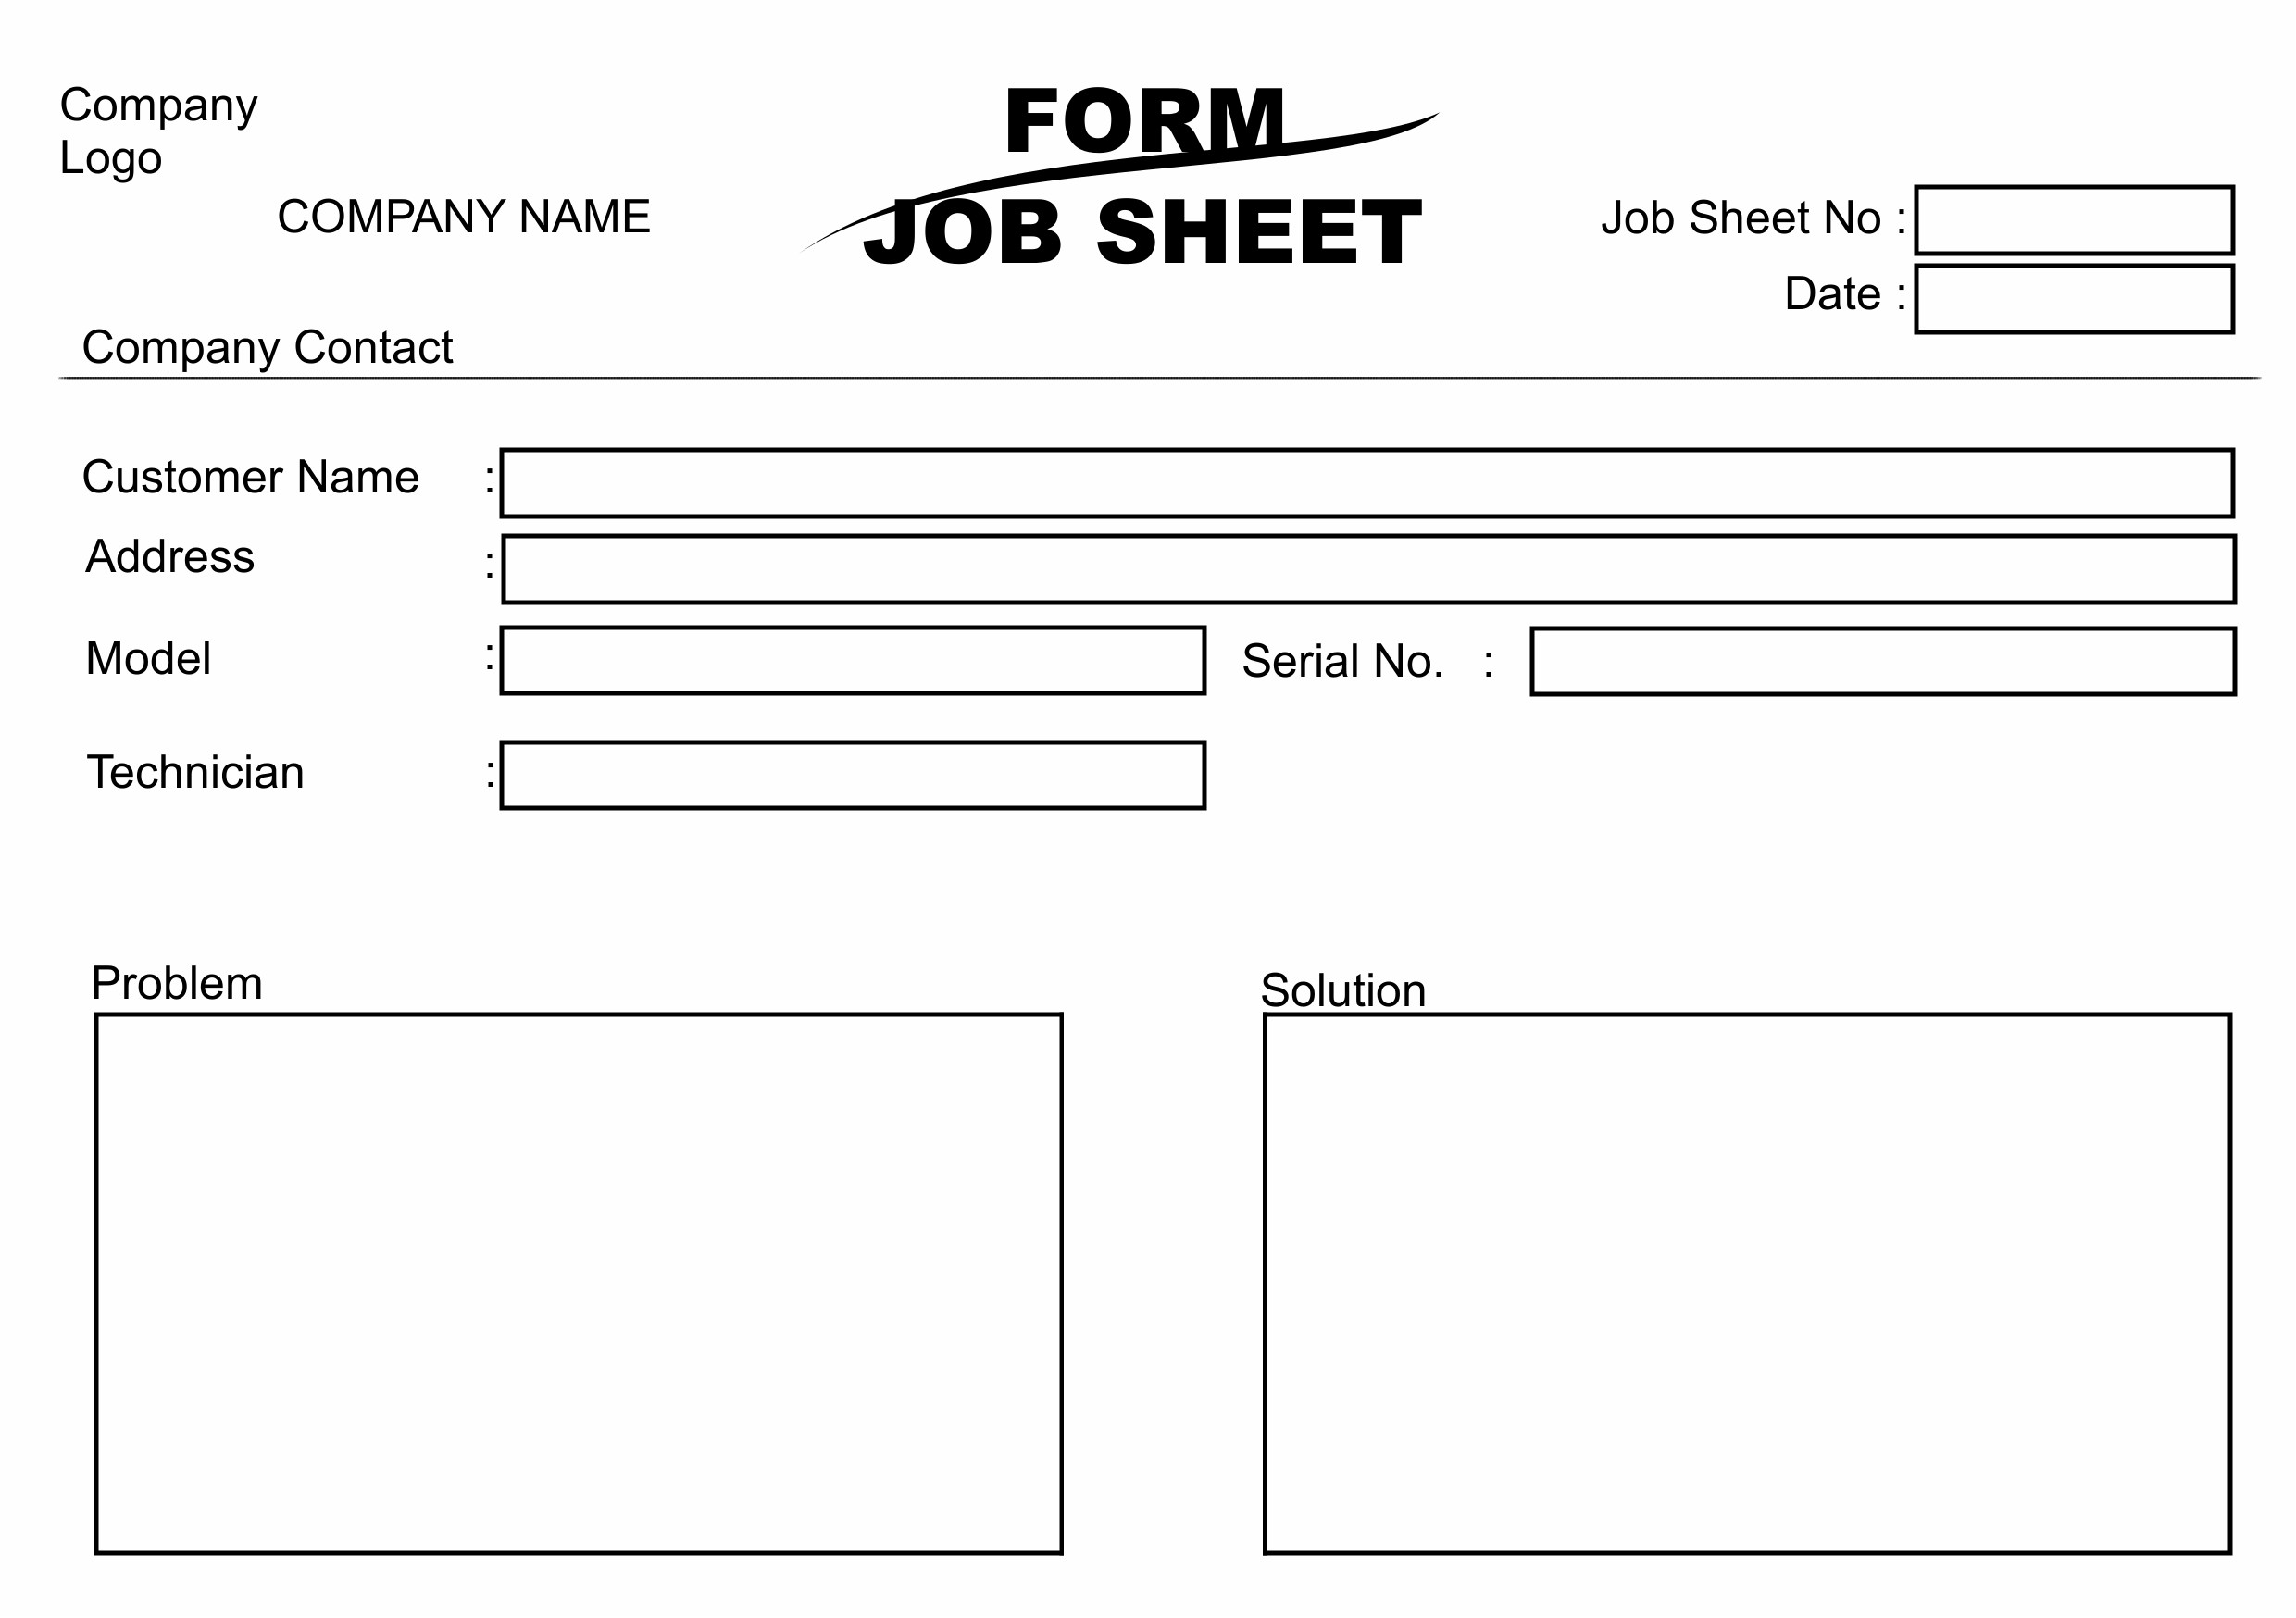 Company
Logo
FORM
JOB SHEET
COMPANY NAME
Job Sheet No :
Date :
Company Contact
Customer Name :
Address :
Model :
Serial No. :
Technician :
Problem
Solution